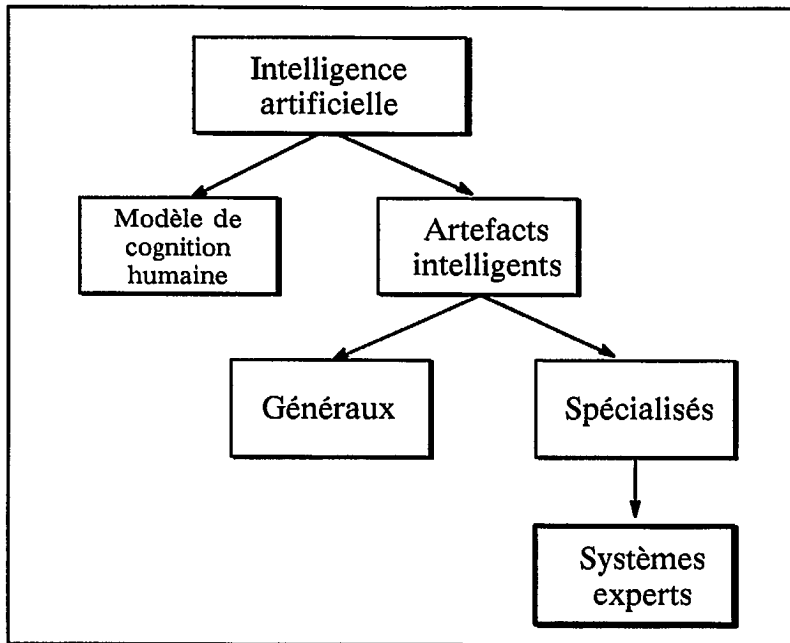 Intelligence
artificielle
Modèle de
cognition
humaine
Artefacts
intelligents
Généraux
Spécialisés
Systèmes
experts